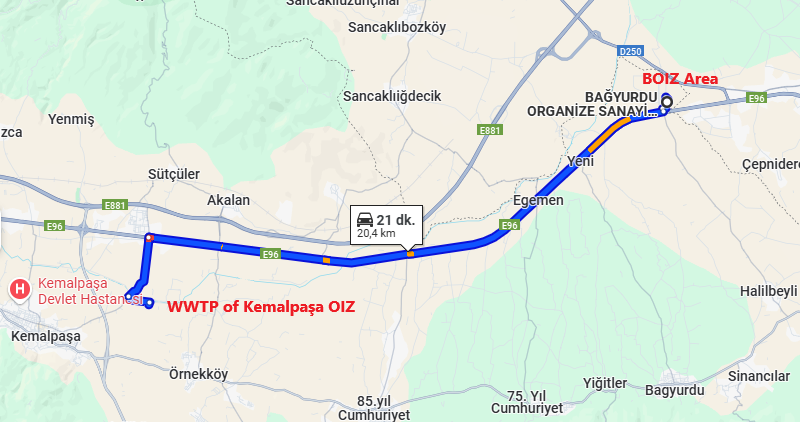 Sancaklıbozköy
D250
BOIZ Area
BAĞYURDU
ORGANİZE SANAYİ...
E96
Sancaklıiğdecik
Yenmiş
zca
E881
Yeni
Çepnidere
Sütçüler
Akalan
Egemen
E881
E96
21 dk.
20,4 km
E96
E96
Kemalpaşa
Devlet Hastanesi
H
WWTP of Kemalpaşa OIZ
Halilbeyli
Kemalpaşa
Örnekköy
85.yıl
Cumhuriyet
75. Yıl
Cumhuriyet
Yiğitler
Bagyurdu
Sinancılar